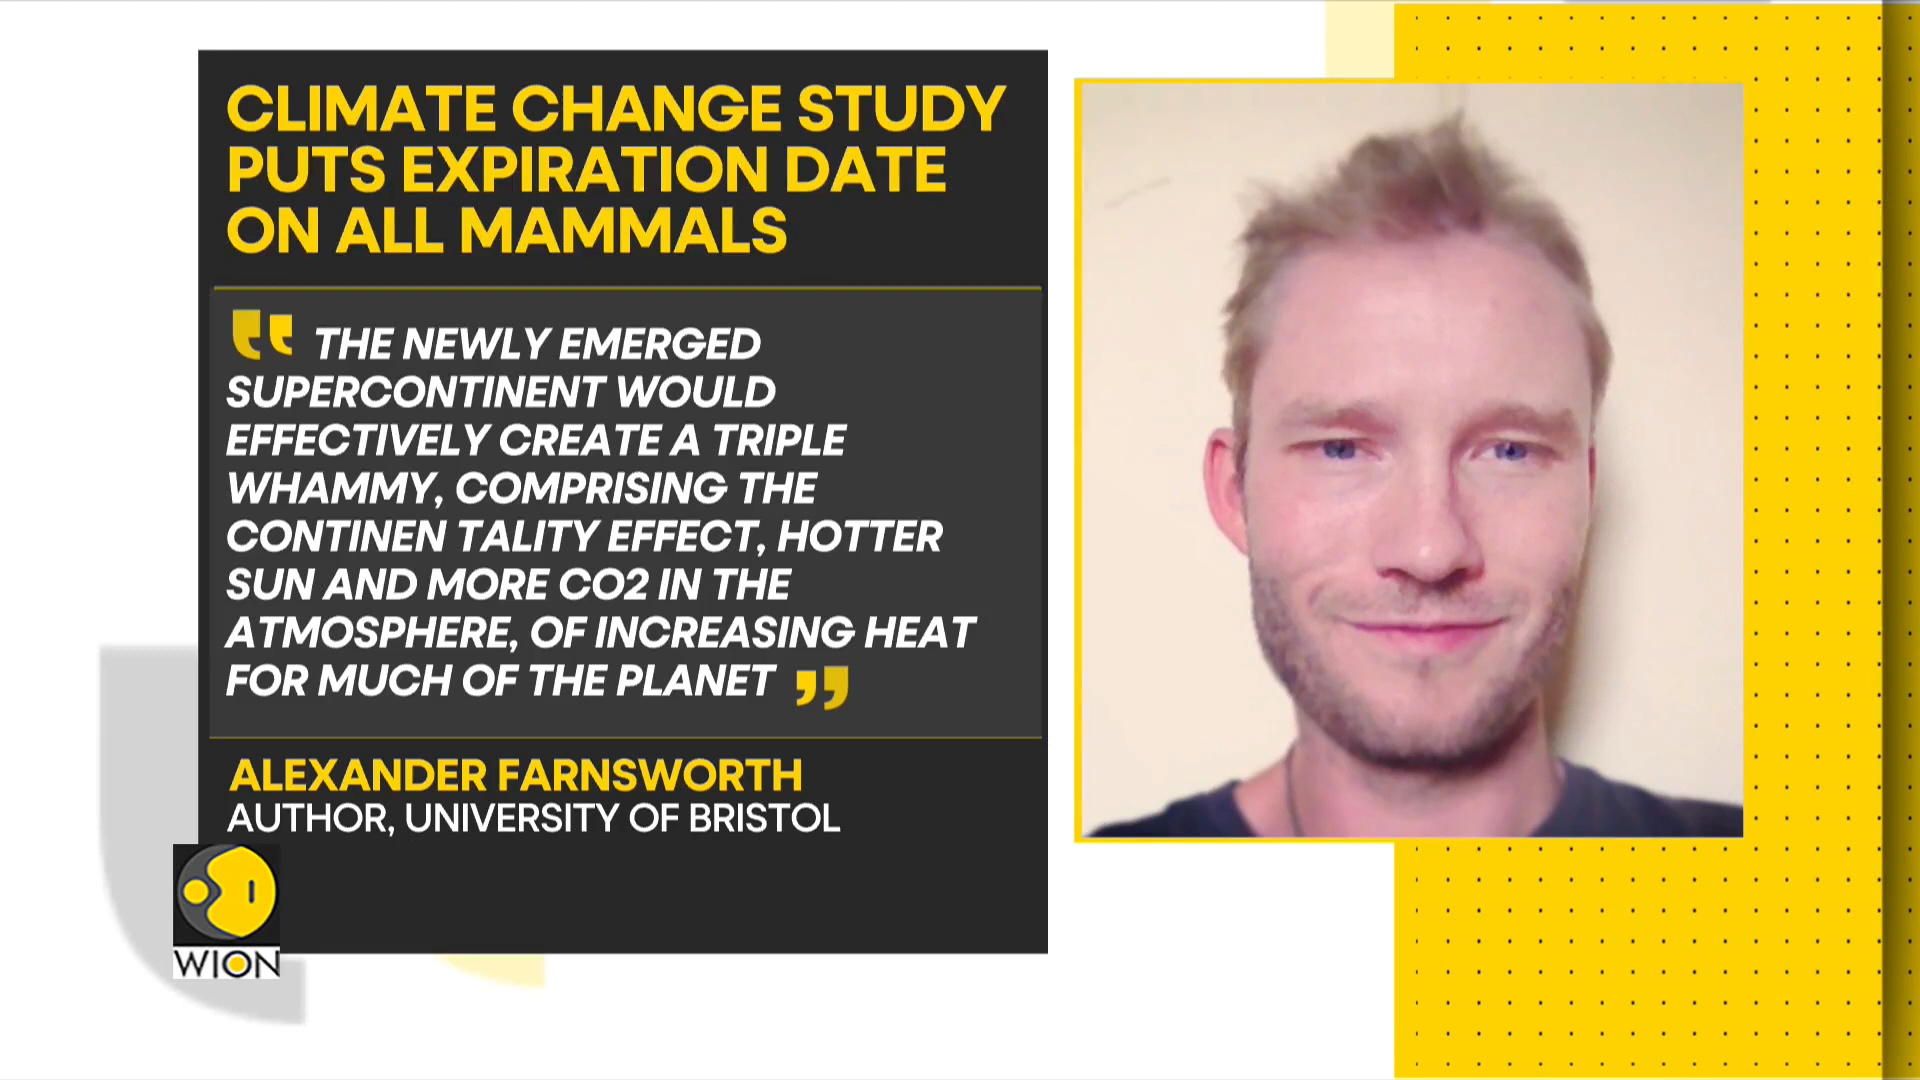 CLIMATE CHANGE STUDY
PUTS EXPIRATION DATE
ON ALL MAMMALS
“ THE NEWLY EMERGED
SUPERCONTINENT WOULD
EFFECTIVELY CREATE A TRIPLE
WHAMMY, COMPRISING THE
CONTINEN TALITY EFFECT, HOTTER
SUN AND MORE CO2 IN THE
ATMOSPHERE, OF INCREASING HEAT
FOR MUCH OF THE PLANET ”
ALEXANDER FARNSWORTH
AUTHOR, UNIVERSITY OF BRISTOL
WION